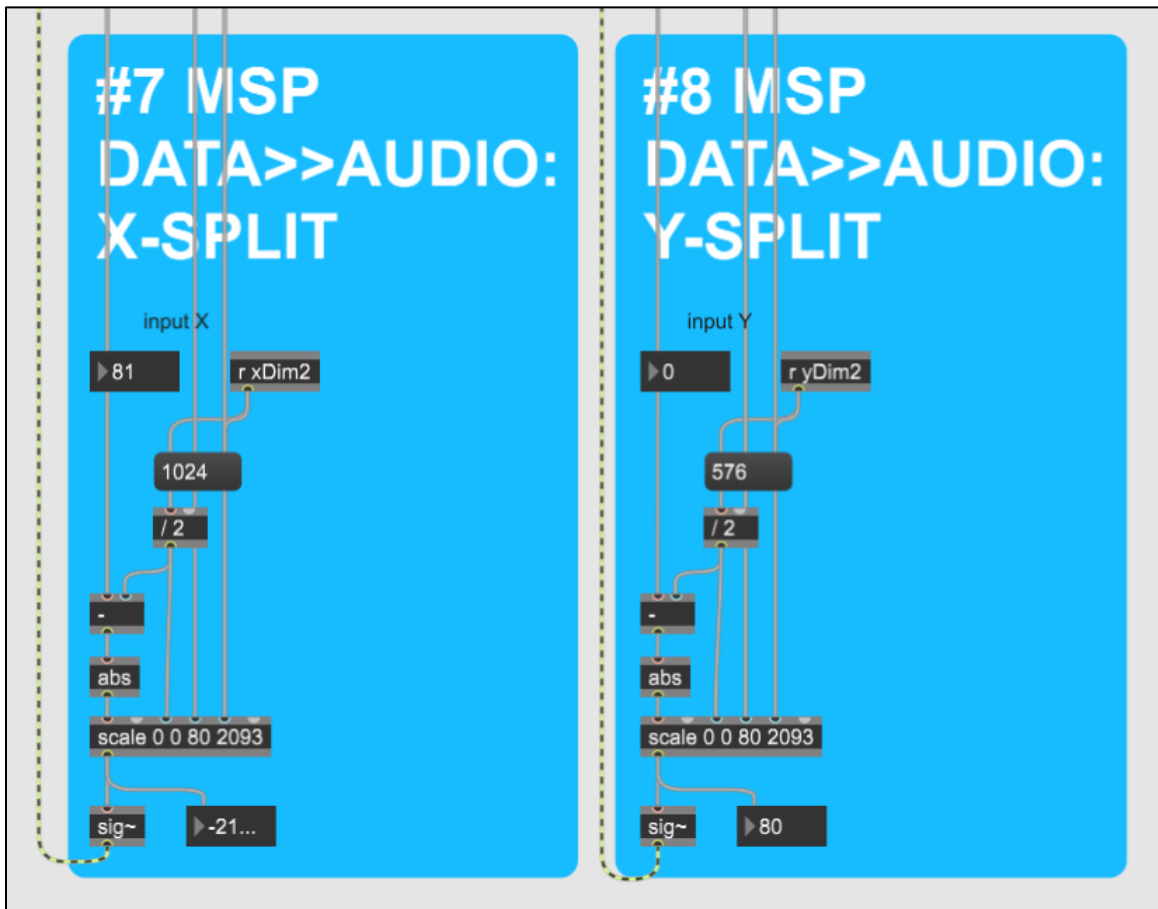 #7 MSP
DATA>>AUDIO:
X-SPLIT
input X
81
r xDim2
1024
/ 2
-
abs
scale 0 0 80 2093
sig~
-21...
#8 MSP
DATA>>AUDIO:
Y-SPLIT
input Y
0
r yDim2
576
/ 2
-
abs
scale 0 0 80 2093
sig~
80